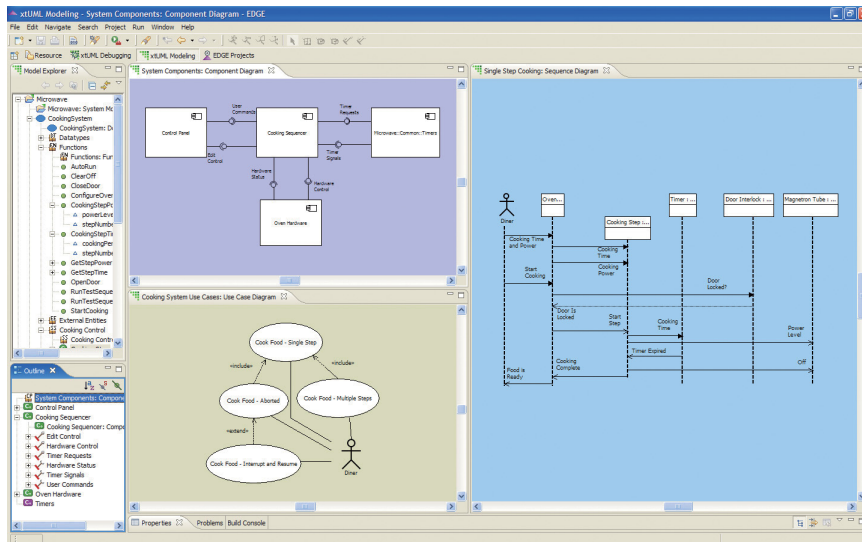 xtUML Modeling - System Components: Component Diagram - EDGE
File Edit Navigate Search Project Run Window Help
Resource xtUML Debugging xtUML Modeling EDGE Projects
Model Explorer
Microwave
Microwave: System Mo
CookingSystem
CookingSystem: D
Datatypes
Functions
Functions: Fun
AutoRun
ClearOff
CloseDoor
ConfigureOver
CookingStepPo
powerLeve
stepNumbe
CookingStepTi
cookingPer
stepNumbe
GetStepPower
GetStepTime
OpenDoor
RunTestSeque
RunTestSeque
StartCooking
External Entities
Cooking Control
Cooking Contr
Outline
System Components: Compone
Control Panel
Cooking Sequencer
Cooking Sequencer: Compo
Edit Control
Hardware Control
Timer Requests
Hardware Status
Timer Signals
User Commands
Oven Hardware
Timers
System Components: Component Diagram
User
Commands
Timer
Requests
Control Panel
Cooking Sequencer
Microwave::Common::Timers
Edit
Control
Time
Signals
Hardware
Status
Hardware
Control
Oven Hardware
Cooking System Use Cases: Use Case Diagram
Cook Food - Single Step
«include»
«include»
Cook Food - Aborted
Cook Food - Multiple Steps
«extend»
Cook Food - Interrupt and Resume
Diner
Single Step Cooking: Sequence Diagram
Oven...
Timer : ...
Door Interlock : ...
Magnetron Tube : ...
Diner
Cooking Step : ...
Cooking Time
and Power
Cooking
Time
Cooking
Power
Start
Cooking
Door
Locked?
Door Is
Locked
Start
Step
Cooking
Time
Power
Level
Timer Expired
Cooking
Complete
Off
Food is
Ready
Properties Problems Build Console